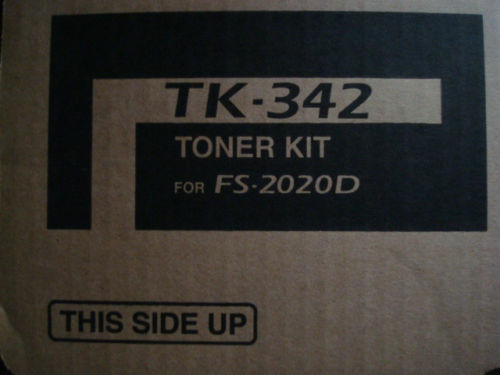 TK-342
TONER KIT
FOR FS-2020D
THIS SIDE UP